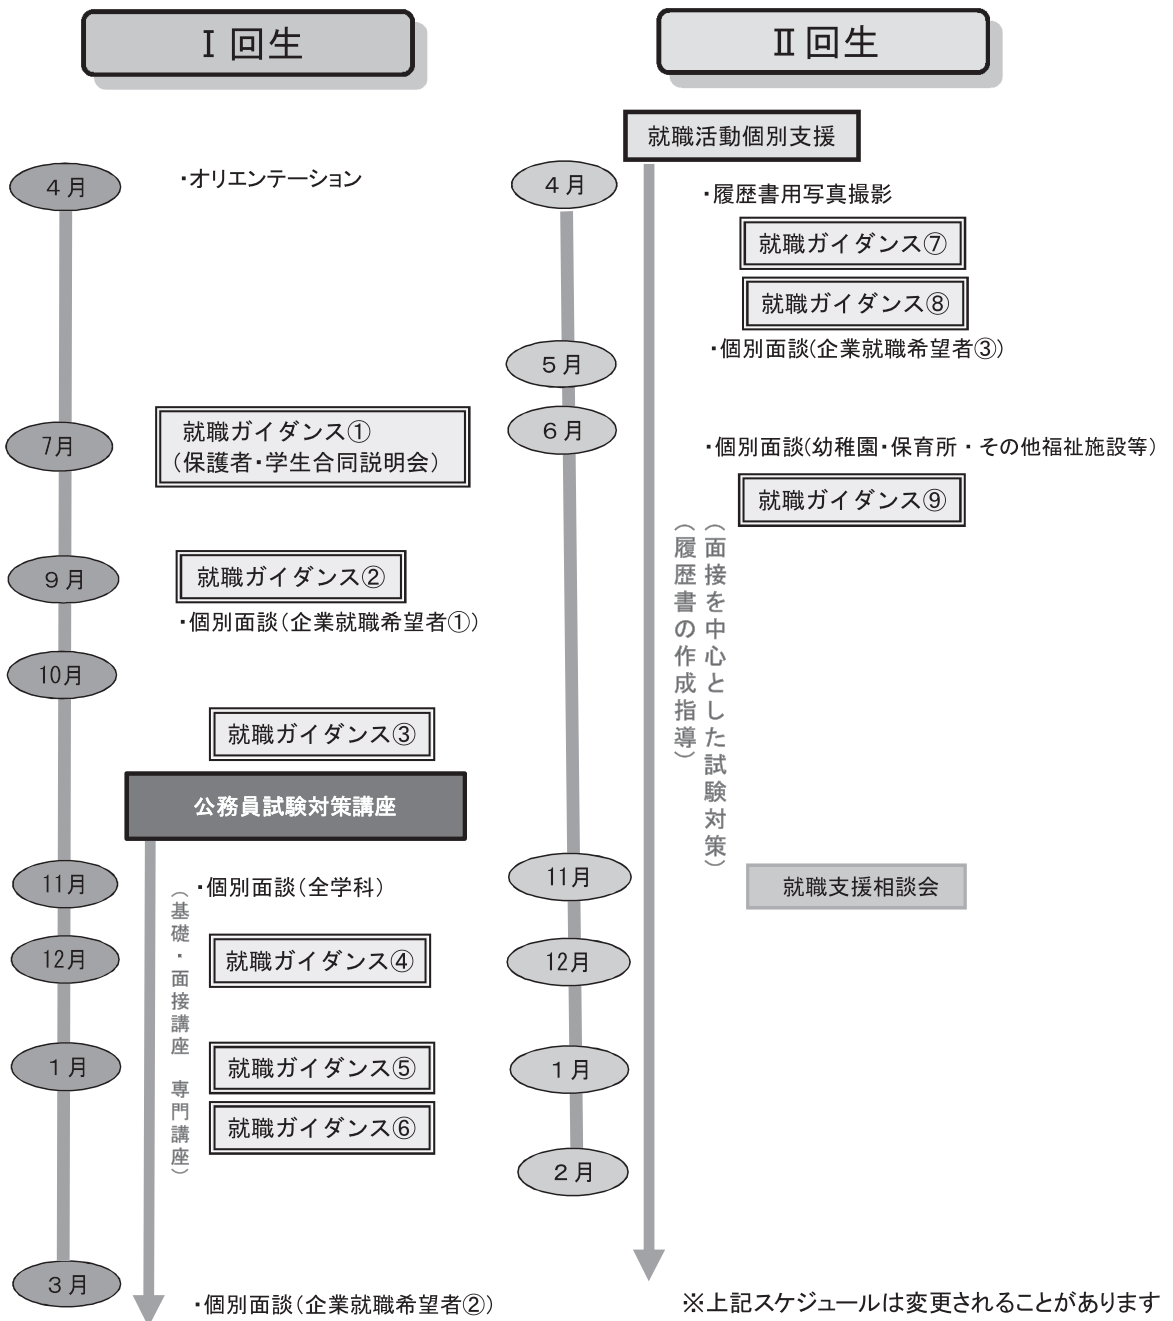 Ⅰ回生
4月
・オリエンテーション
7月
就職ガイダンス①
(保護者・学生合同説明会)
9月
就職ガイダンス②
・個別面談(企業就職希望者①)
10月
就職ガイダンス③
公務員試験対策講座
(基礎・面接講座 専門講座)
11月
・個別面談(全学科)
12月
就職ガイダンス④
1月
就職ガイダンス⑤
就職ガイダンス⑥
3月
・個別面談(企業就職希望者②)
Ⅱ回生
就職活動個別支援
4月
・履歴書用写真撮影
就職ガイダンス⑦
就職ガイダンス⑧
・個別面談(企業就職希望者③)
5月
6月
・個別面談(幼稚園・保育所・その他福祉施設等)
就職ガイダンス⑨
(面接を中心とした試験対策)
(履歴書の作成指導)
11月
就職支援相談会
12月
1月
2月
※上記スケジュールは変更されることがあります